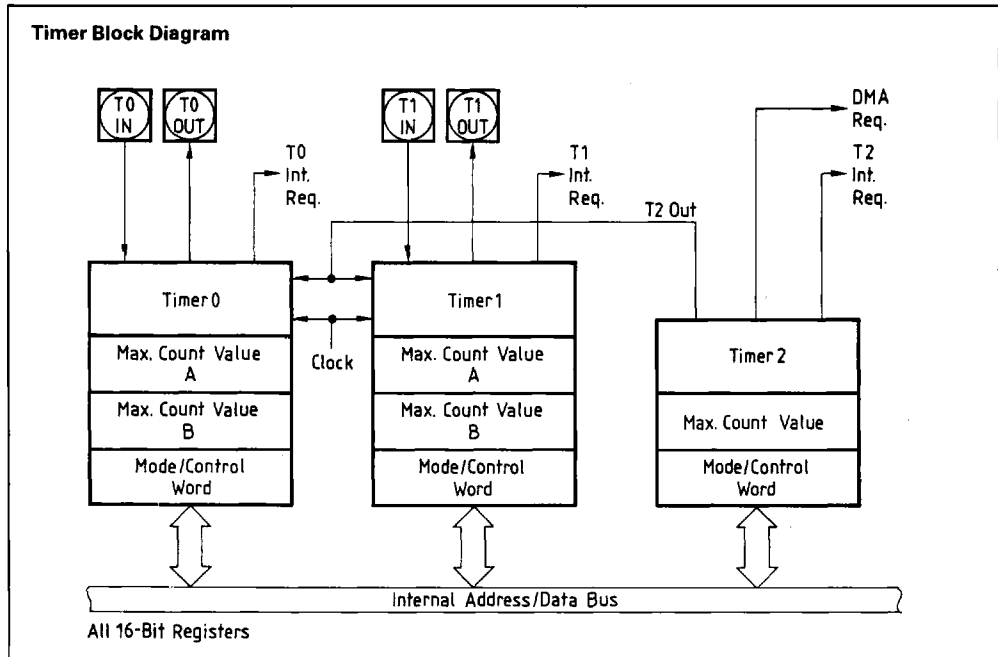 Timer Block Diagram
T0
IN
T0
OUT
T1
IN
T1
OUT
DMA
Req.
T0
Int.
Req.
T1
Int.
Req.
T2
Int.
Req.
T2 Out
Timer 0
Max. Count Value
A
Max. Count Value
B
Mode/Control
Word
Clock
Timer 1
Max. Count Value
A
Max. Count Value
B
Mode/Control
Word
Timer 2
Max. Count Value
Mode/Control
Word
Internal Address/Data Bus
All 16-Bit Registers